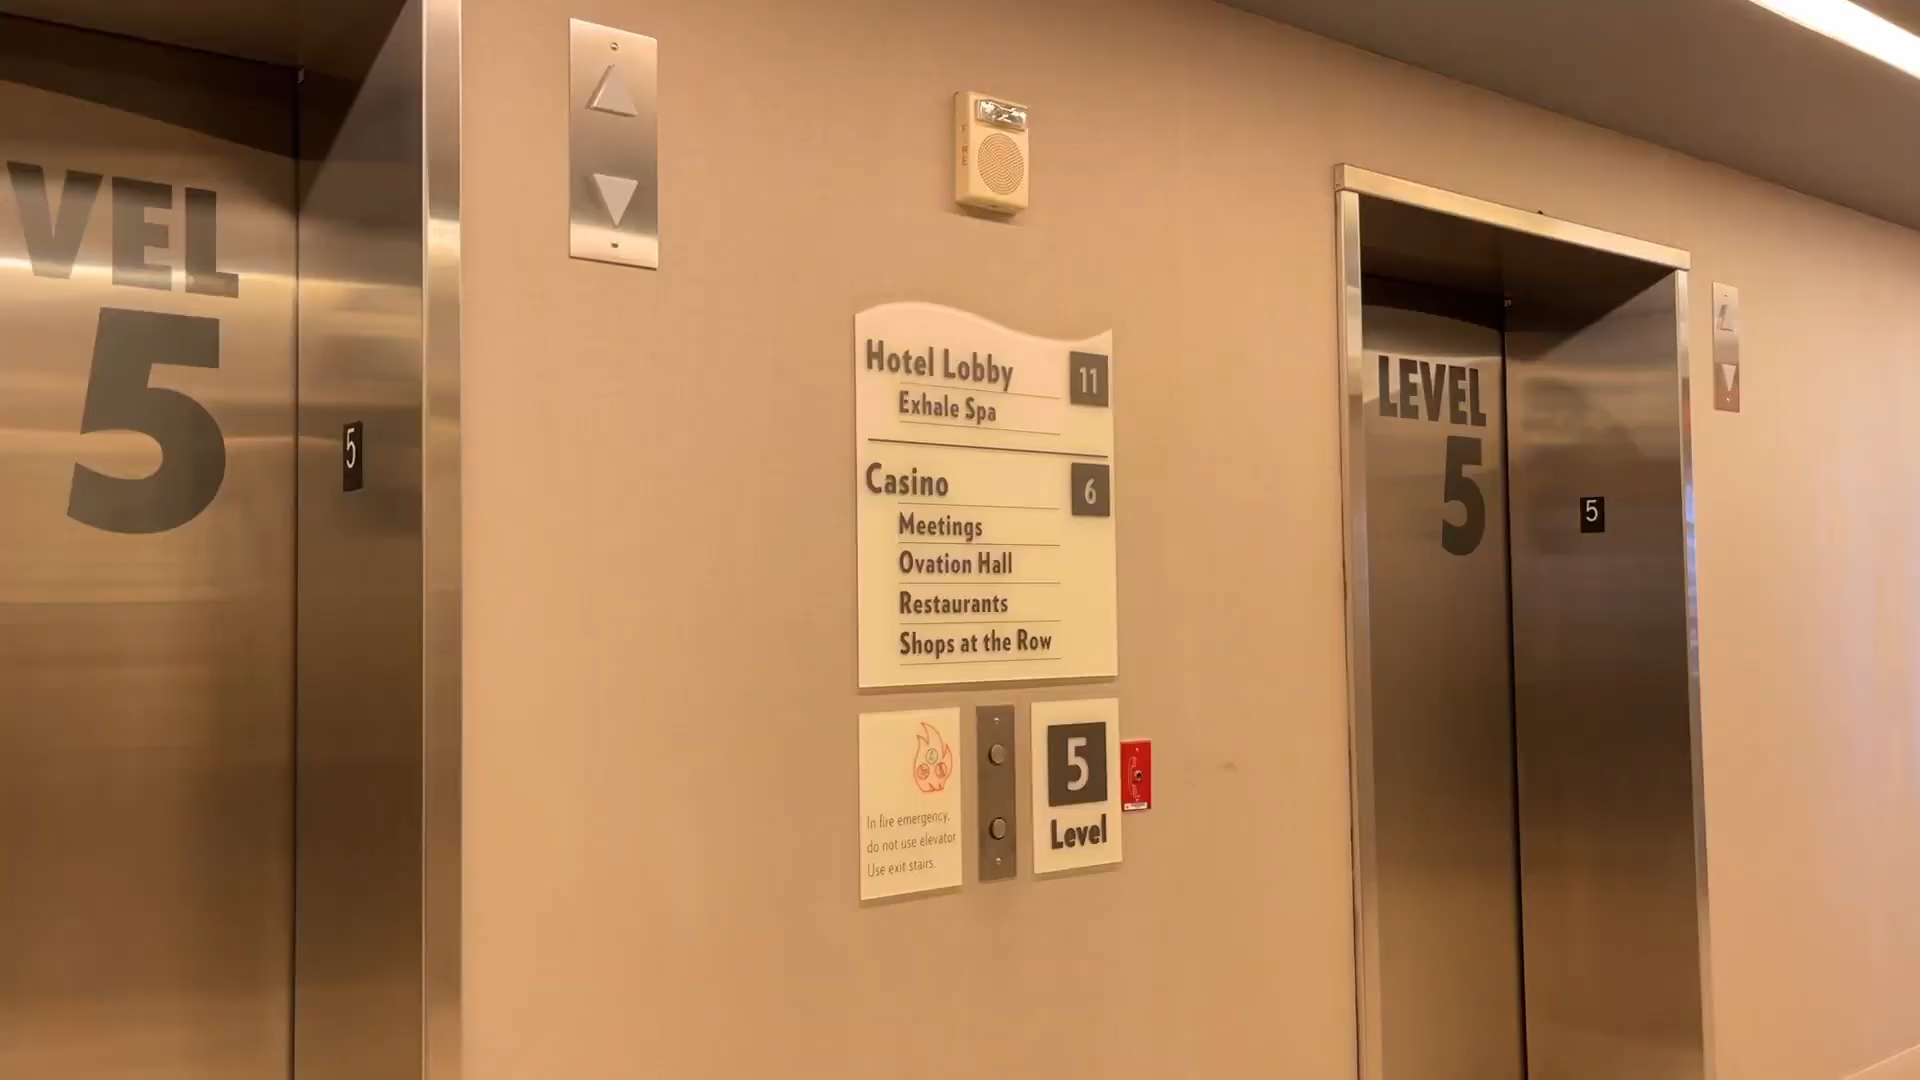 VEL
5
5
FIRE
Hotel Lobby 11
Exhale Spa
Casino 6
Meetings
Ovation Hall
Restaurants
Shops at the Row
In fire emergency,
do not use elevator
Use exit stairs.
5
Level
LEVEL
5
5